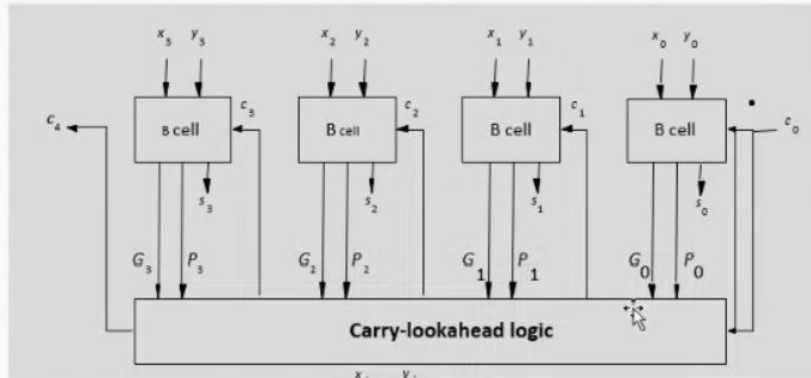 x₃ y₃ x₂ y₂ x₁ y₁ x₀ y₀
c₄ B cell c₃ B cell c₂ B cell c₁ B cell c₀
s₃ s₂ s₁ s₀
G₃ P₃ G₂ P₂ G₁ P₁ G₀ P₀
Carry-lookahead logic